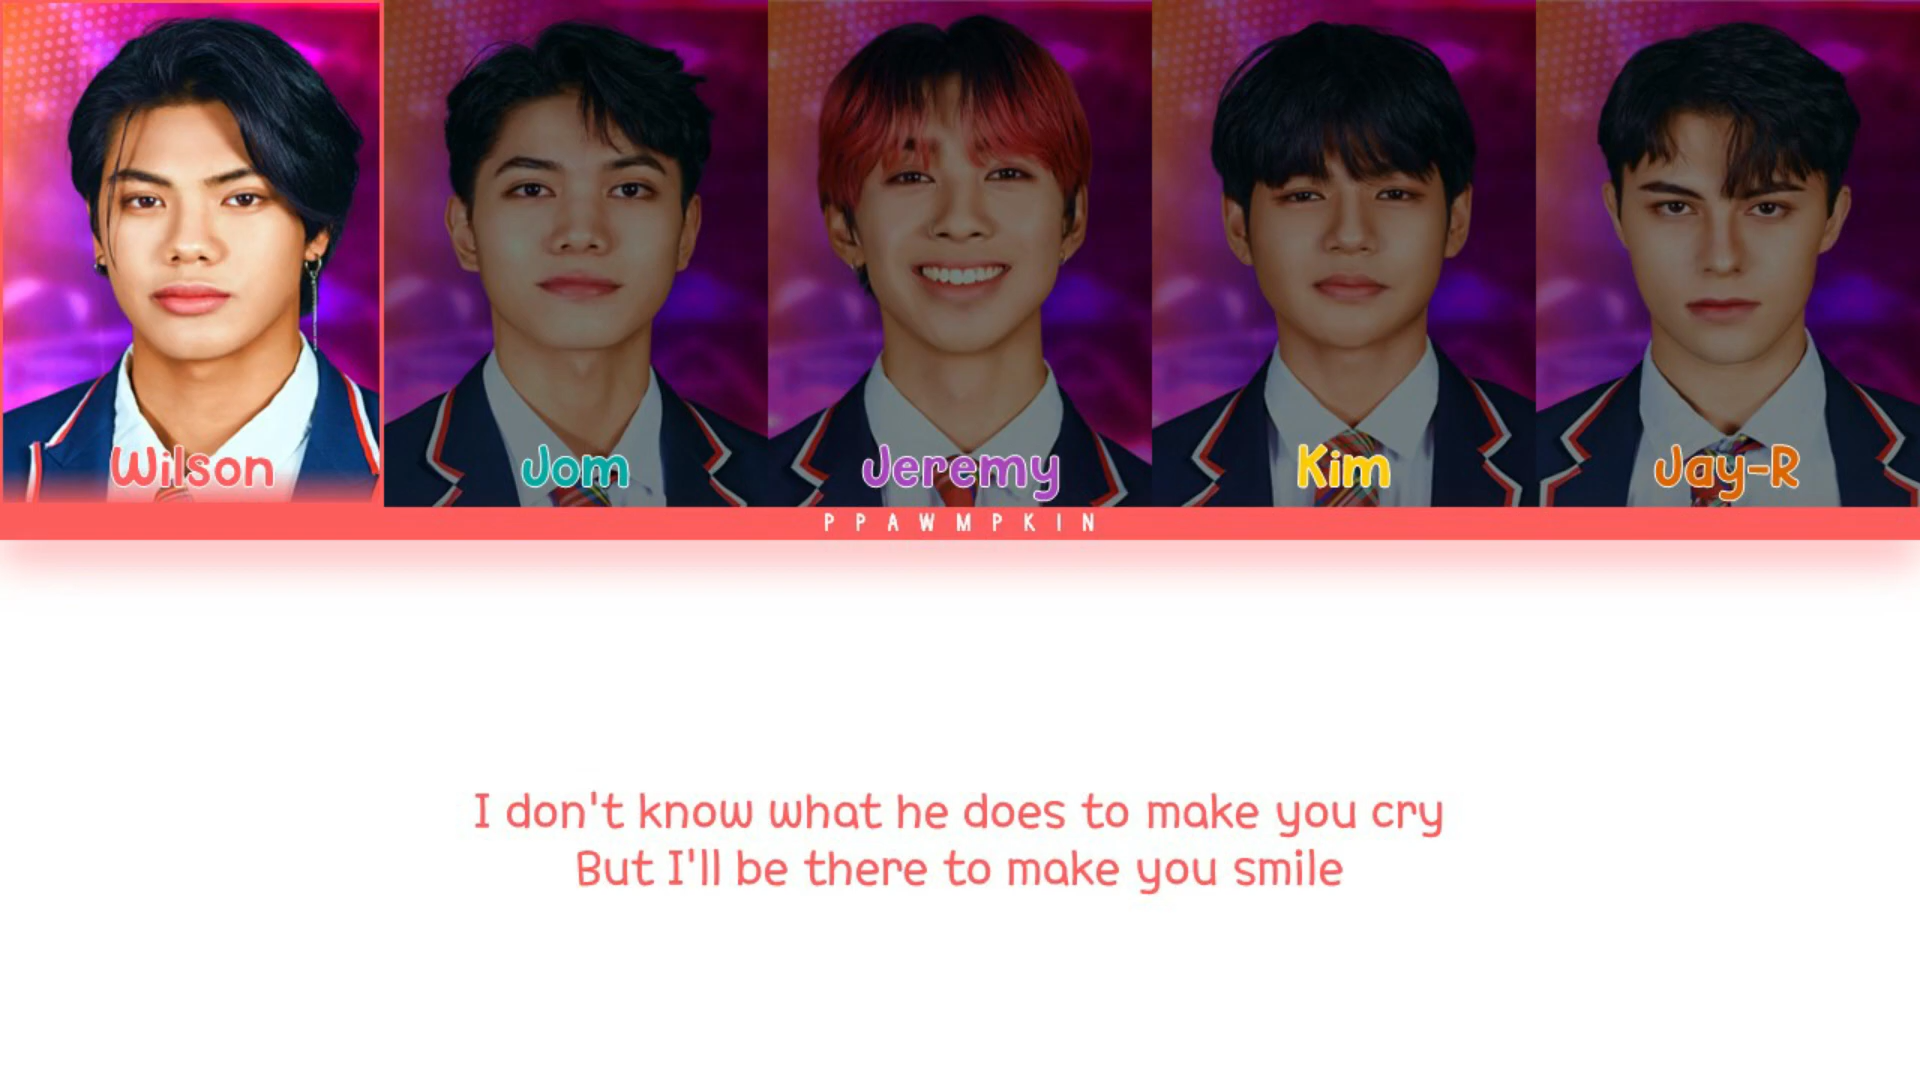 Wilson
Jom
Jeremy
Kim
Jay-R
PPAWMPKIN
I don't know what he does to make you cry
But I'll be there to make you smile